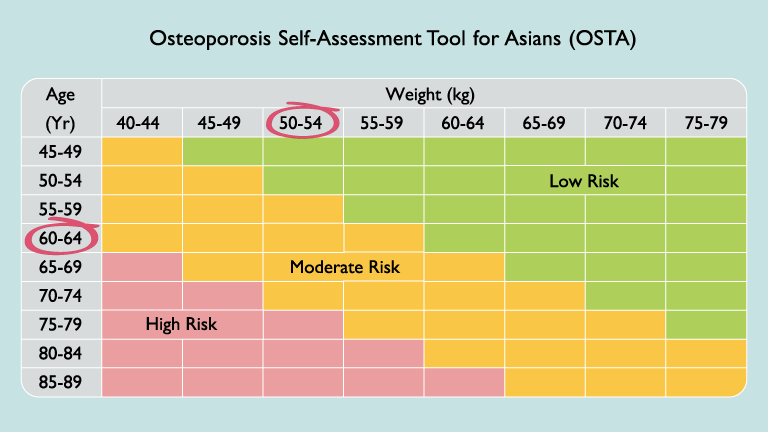 Osteoporosis Self-Assessment Tool for Asians (OSTA)
Age (Yr)
Weight (kg)
40-44 45-49 50-54 55-59 60-64 65-69 70-74 75-79
45-49
50-54 Low Risk
55-59
60-64
65-69 Moderate Risk
70-74
75-79 High Risk
80-84
85-89